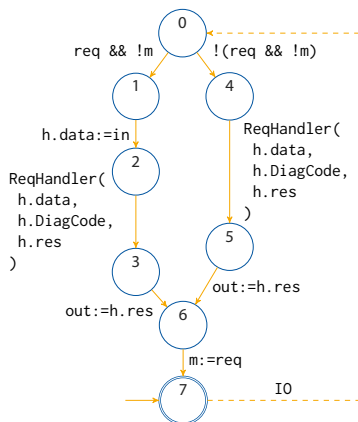 0
req && !m
!(req && !m)
1
4
h.data:=in
ReqHandler(
h.data,
h.DiagCode,
h.res
)
2
ReqHandler(
h.data,
h.DiagCode,
h.res
)
3
5
out:=h.res
out:=h.res
6
m:=req
7
IO